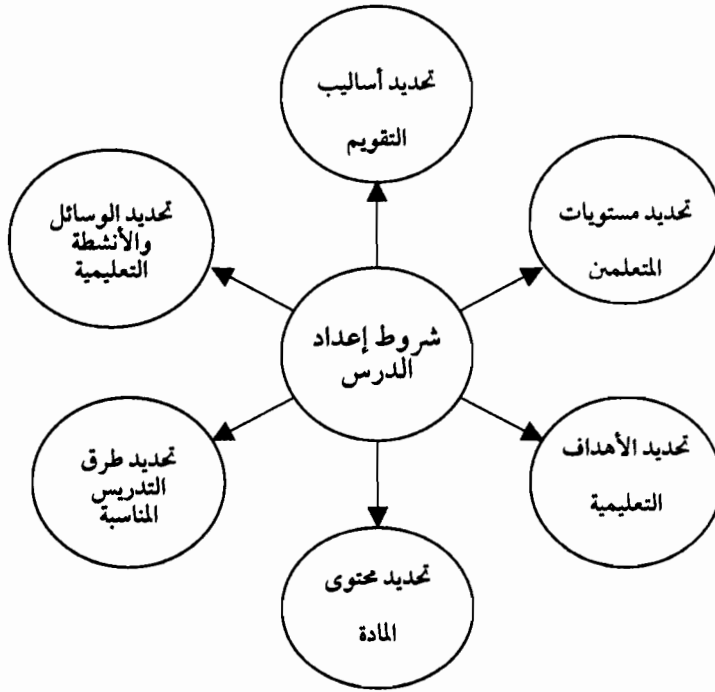 تحديد أساليب
التقويم
تحديد مستويات
المتعلمين
تحديد الوسائل
والأنشطة
التعليمية
شروط إعداد
الدرس
تحديد طرق
التدريس
المناسبة
تحديد الأهداف
التعليمية
تحديد محتوى
المادة